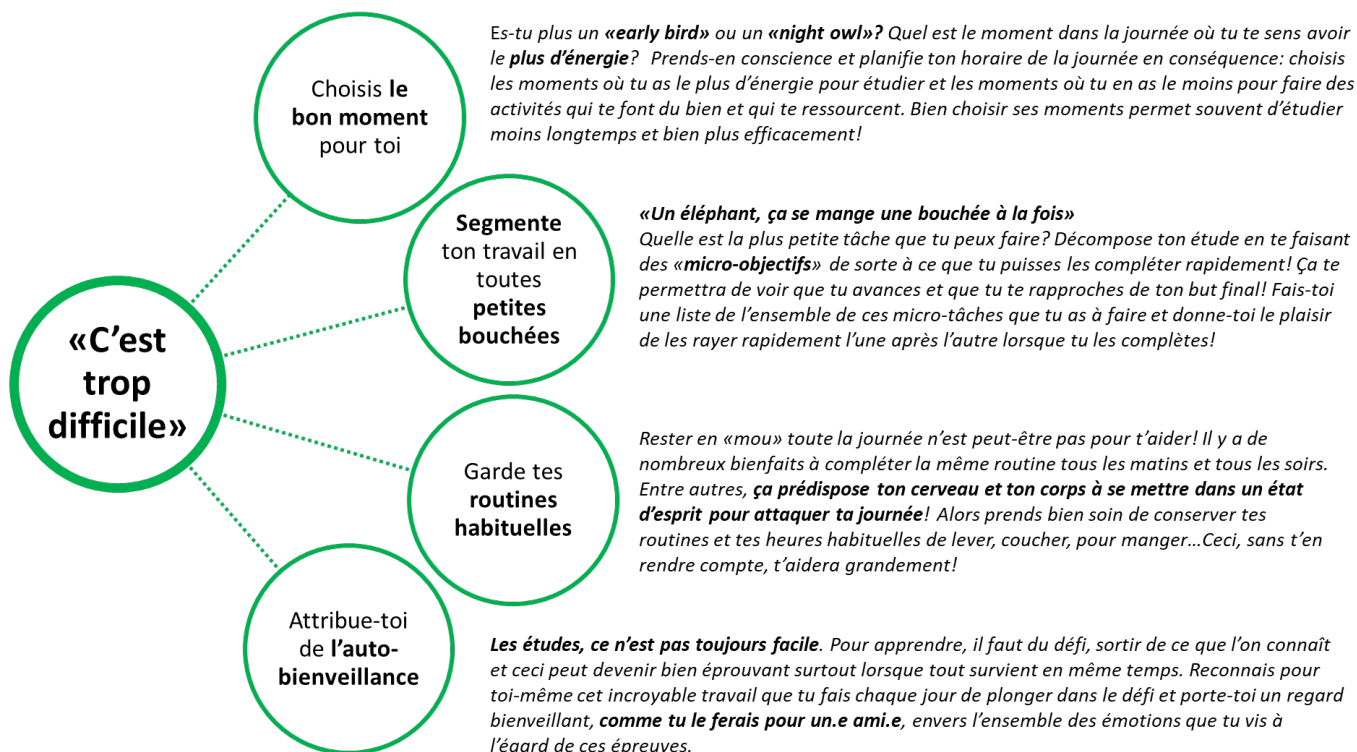 «C’est
trop
difficile»
Choisis le
bon moment
pour toi
Es-tu plus un «early bird» ou un «night owl»? Quel est le moment dans la journée où tu te sens avoir
le plus d’énergie? Prends-en conscience et planifie ton horaire de la journée en conséquence: choisis
les moments où tu as le plus d’énergie pour étudier et les moments où tu en as le moins pour faire des
activités qui te font du bien et qui te ressourcent. Bien choisir ses moments permet souvent d’étudier
moins longtemps et bien plus efficacement!
Segmente
ton travail en
toutes
petites
bouchées
«Un éléphant, ça se mange une bouchée à la fois»
Quelle est la plus petite tâche que tu peux faire? Décompose ton étude en te faisant
des «micro-objectifs» de sorte à ce que tu puisses les compléter rapidement! Ça te
permettra de voir que tu avances et que tu te rapproches de ton but final! Fais-toi
une liste de l’ensemble de ces micro-tâches que tu as à faire et donne-toi le plaisir
de les rayer rapidement l’une après l’autre lorsque tu les complètes!
Garde tes
routines
habituelles
Rester en «mou» toute la journée n’est peut-être pas pour t’aider! Il y a de
nombreux bienfaits à compléter la même routine tous les matins et tous les soirs.
Entre autres, ça prédispose ton cerveau et ton corps à se mettre dans un état
d’esprit pour attaquer ta journée! Alors prends bien soin de conserver tes
routines et tes heures habituelles de lever, coucher, pour manger…Ceci, sans t’en
rendre compte, t’aidera grandement!
Attribue-toi
de l’auto-
bienveillance
Les études, ce n’est pas toujours facile. Pour apprendre, il faut du défi, sortir de ce que l’on connaît
et ceci peut devenir bien éprouvant surtout lorsque tout survient en même temps. Reconnais pour
toi-même cet incroyable travail que tu fais chaque jour de plonger dans le défi et porte-toi un regard
bienveillant, comme tu le ferais pour un.e ami.e, envers l’ensemble des émotions que tu vis à
l’égard de ces épreuves.